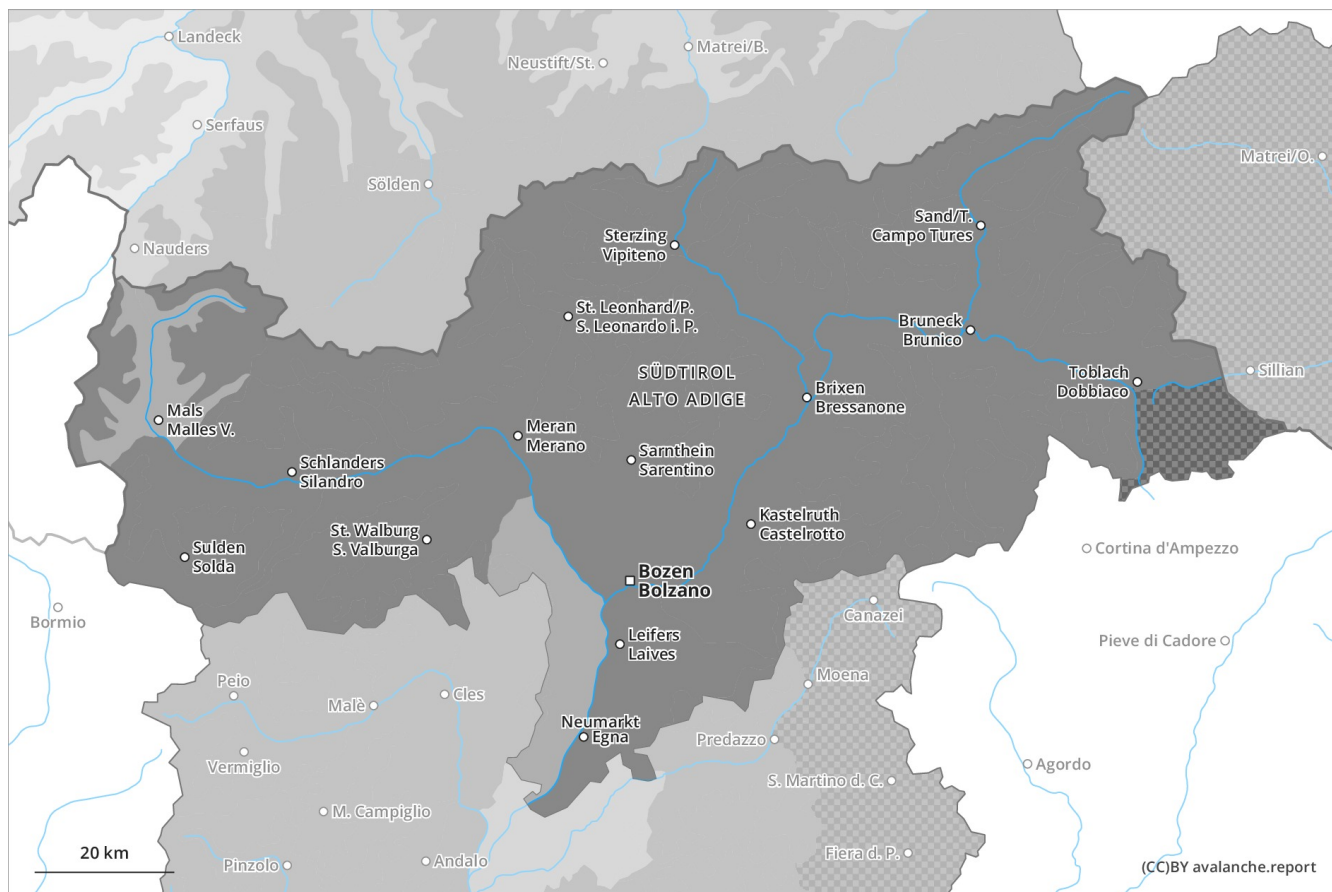 Landeck
Matrei/B.
Neustift/St.
Serfaus
Matrei/O.
Sölden
Sand/T.
Campo Tures
Sterzing
Vipiteno
Nauders
St. Leonhard/P.
S. Leonardo i. P.
Bruneck
Brunico
SÜDTIROL
ALTO ADIGE
Toblach
Dobbiaco
Sillian
Brixen
Bressanone
Mals
Malles V.
Meran
Merano
Sarnthein
Sarentino
Schlanders
Silandro
Kastelruth
Castelrotto
St. Walburg
S. Valburga
Sulden
Solda
Cortina d'Ampezzo
Bozen
Bolzano
Bormio
Canazei
Leifers
Laives
Pieve di Cadore
Peio
Moena
Malè
Cles
Neumarkt
Egna
Predazzo
Vermiglio
Agordo
S. Martino d. C.
M. Campiglio
20 km
Pinzolo
Andalo
Fiera d. P.
(CC)BY avalanche.report